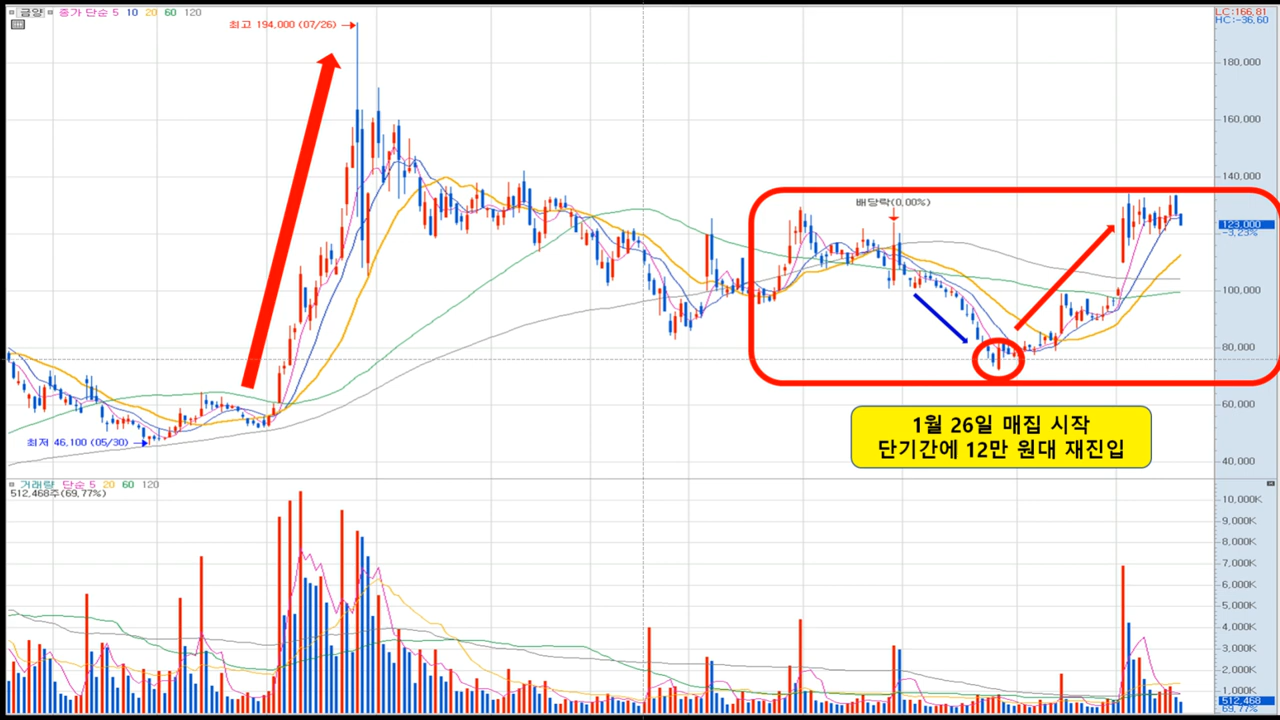 금양 종가 단순 5 10 20 60 120
LC:166,81
HC:-36,60
최고 194,000 (07/26)
180,000
160,000
140,000
배당락(0,00%)
123,000
-3,23%
100,000
80,000
60,000
최저 46,100 (05/30)
40,000
1월 26일 매집 시작
단기간에 12만 원대 재진입
거래량 단순 5 20 60 120
512,468주(69,77%)
10,000K
9,000K
8,000K
7,000K
6,000K
5,000K
4,000K
3,000K
2,000K
1,000K
512,468
69,77%